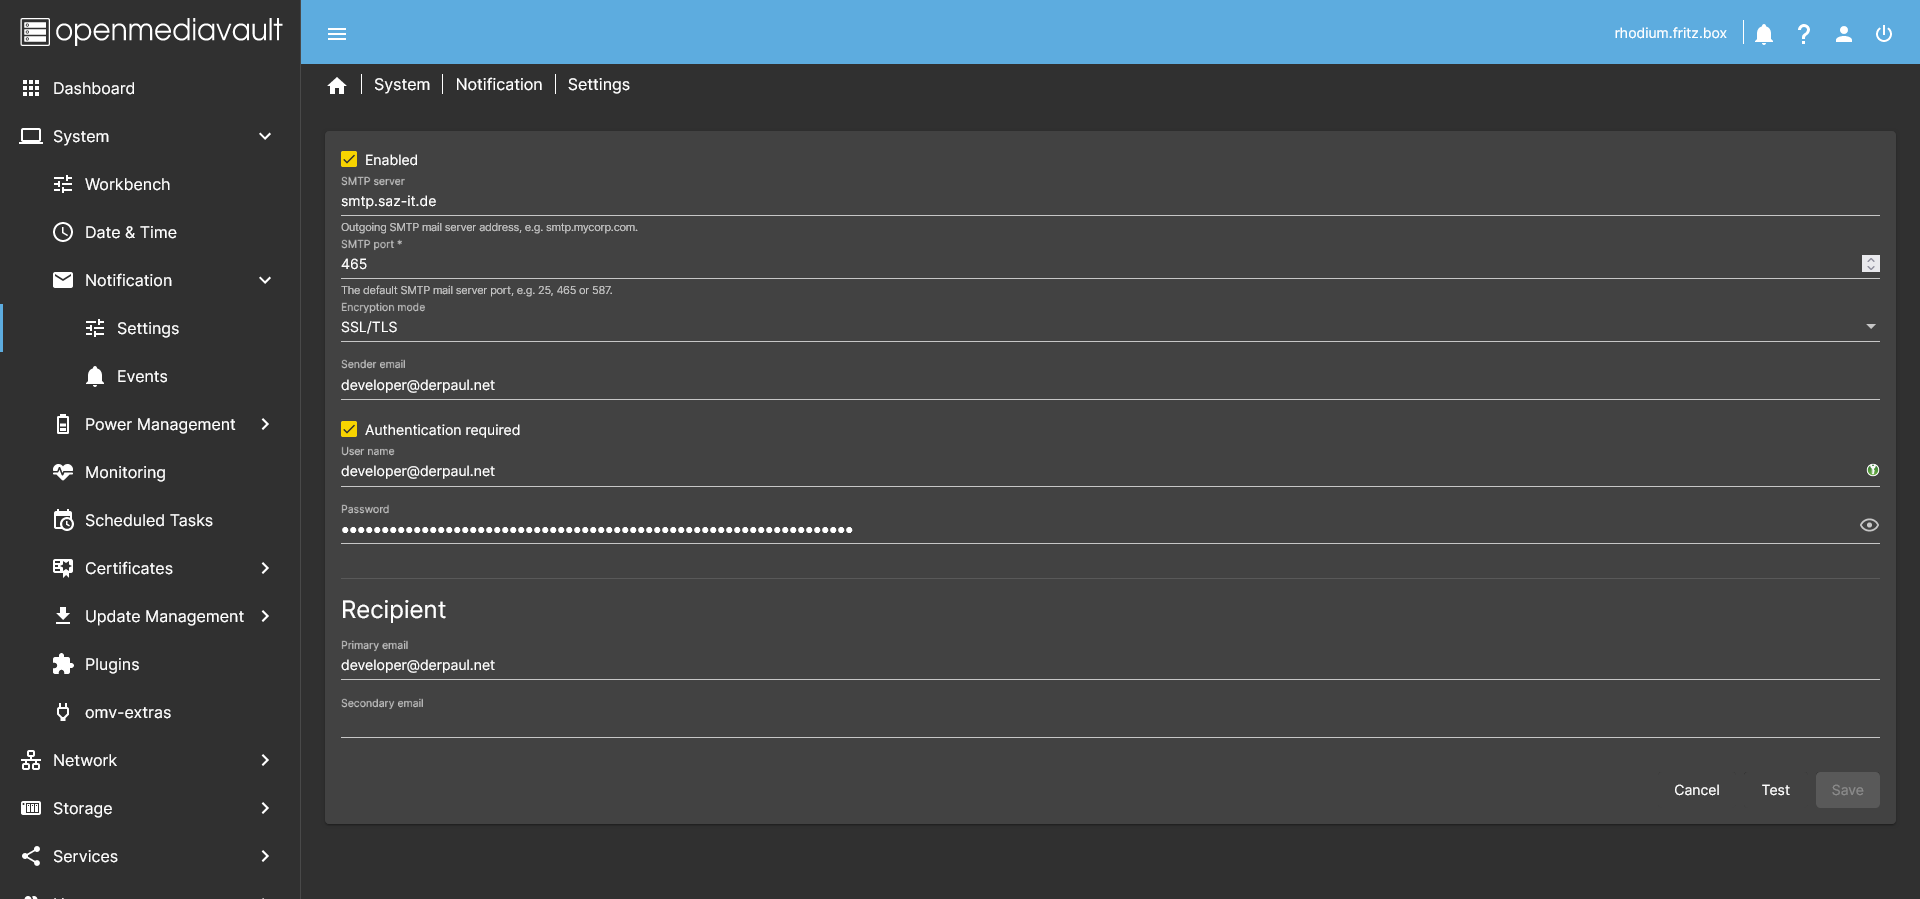 openmediavault
rhodium.fritz.box
Dashboard
System
Workbench
Date & Time
Notification
Settings
Events
Power Management
Monitoring
Scheduled Tasks
Certificates
Update Management
Plugins
omv-extras
Network
Storage
Services
System | Notification | Settings
Enabled
SMTP server
smtp.saz-it.de
Outgoing SMTP mail server address, e.g. smtp.mycorp.com.
SMTP port *
465
The default SMTP mail server port, e.g. 25, 465 or 587.
Encryption mode
SSL/TLS
Sender email
developer@derpaul.net
Authentication required
User name
developer@derpaul.net
Password
Recipient
Primary email
developer@derpaul.net
Secondary email
Cancel Test Save